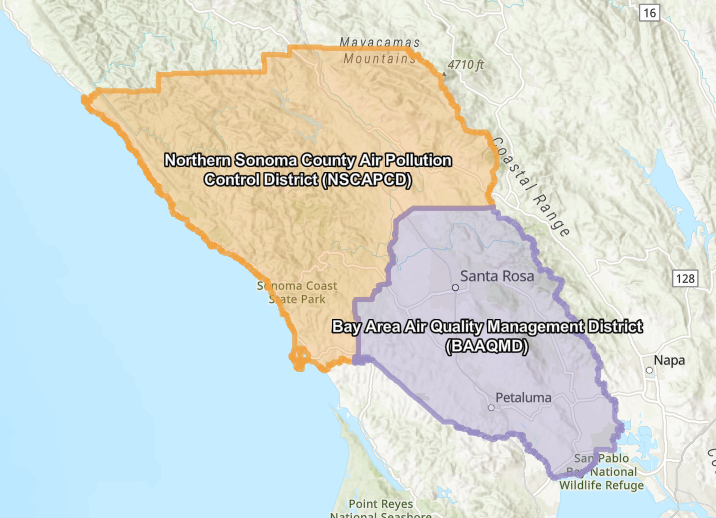 16
Mayacamas
Mountains
4710 ft
Coastal Range
Northern Sonoma County Air Pollution
Control District (NSCAPCD)
Santa Rosa
128
Sonoma Coast
State Park
Bay Area Air Quality Management District
(BAAQMD)
Napa
Petaluma
San Pablo
Bay National
Wildlife Refuge
Point Reyes
National Seashore